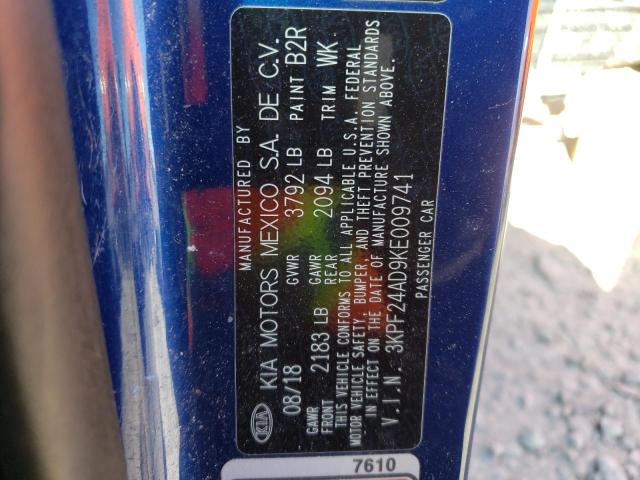 MANUFACTURED BY
KIA KIA MOTORS MEXICO S.A. DE C.V.
08/18 GVWR 3792 LB PAINT B2R
GAWR FRONT 2183 LB GAWR REAR 2094 LB TRIM WK
THIS VEHICLE CONFORMS TO ALL APPLICABLE U.S.A. FEDERAL
MOTOR VEHICLE SAFETY, BUMPER, AND THEFT PREVENTION STANDARDS
IN EFFECT ON THE DATE OF MANUFACTURE SHOWN ABOVE.
V.I.N. 3KPF24AD9KE009741
PASSENGER CAR
7610